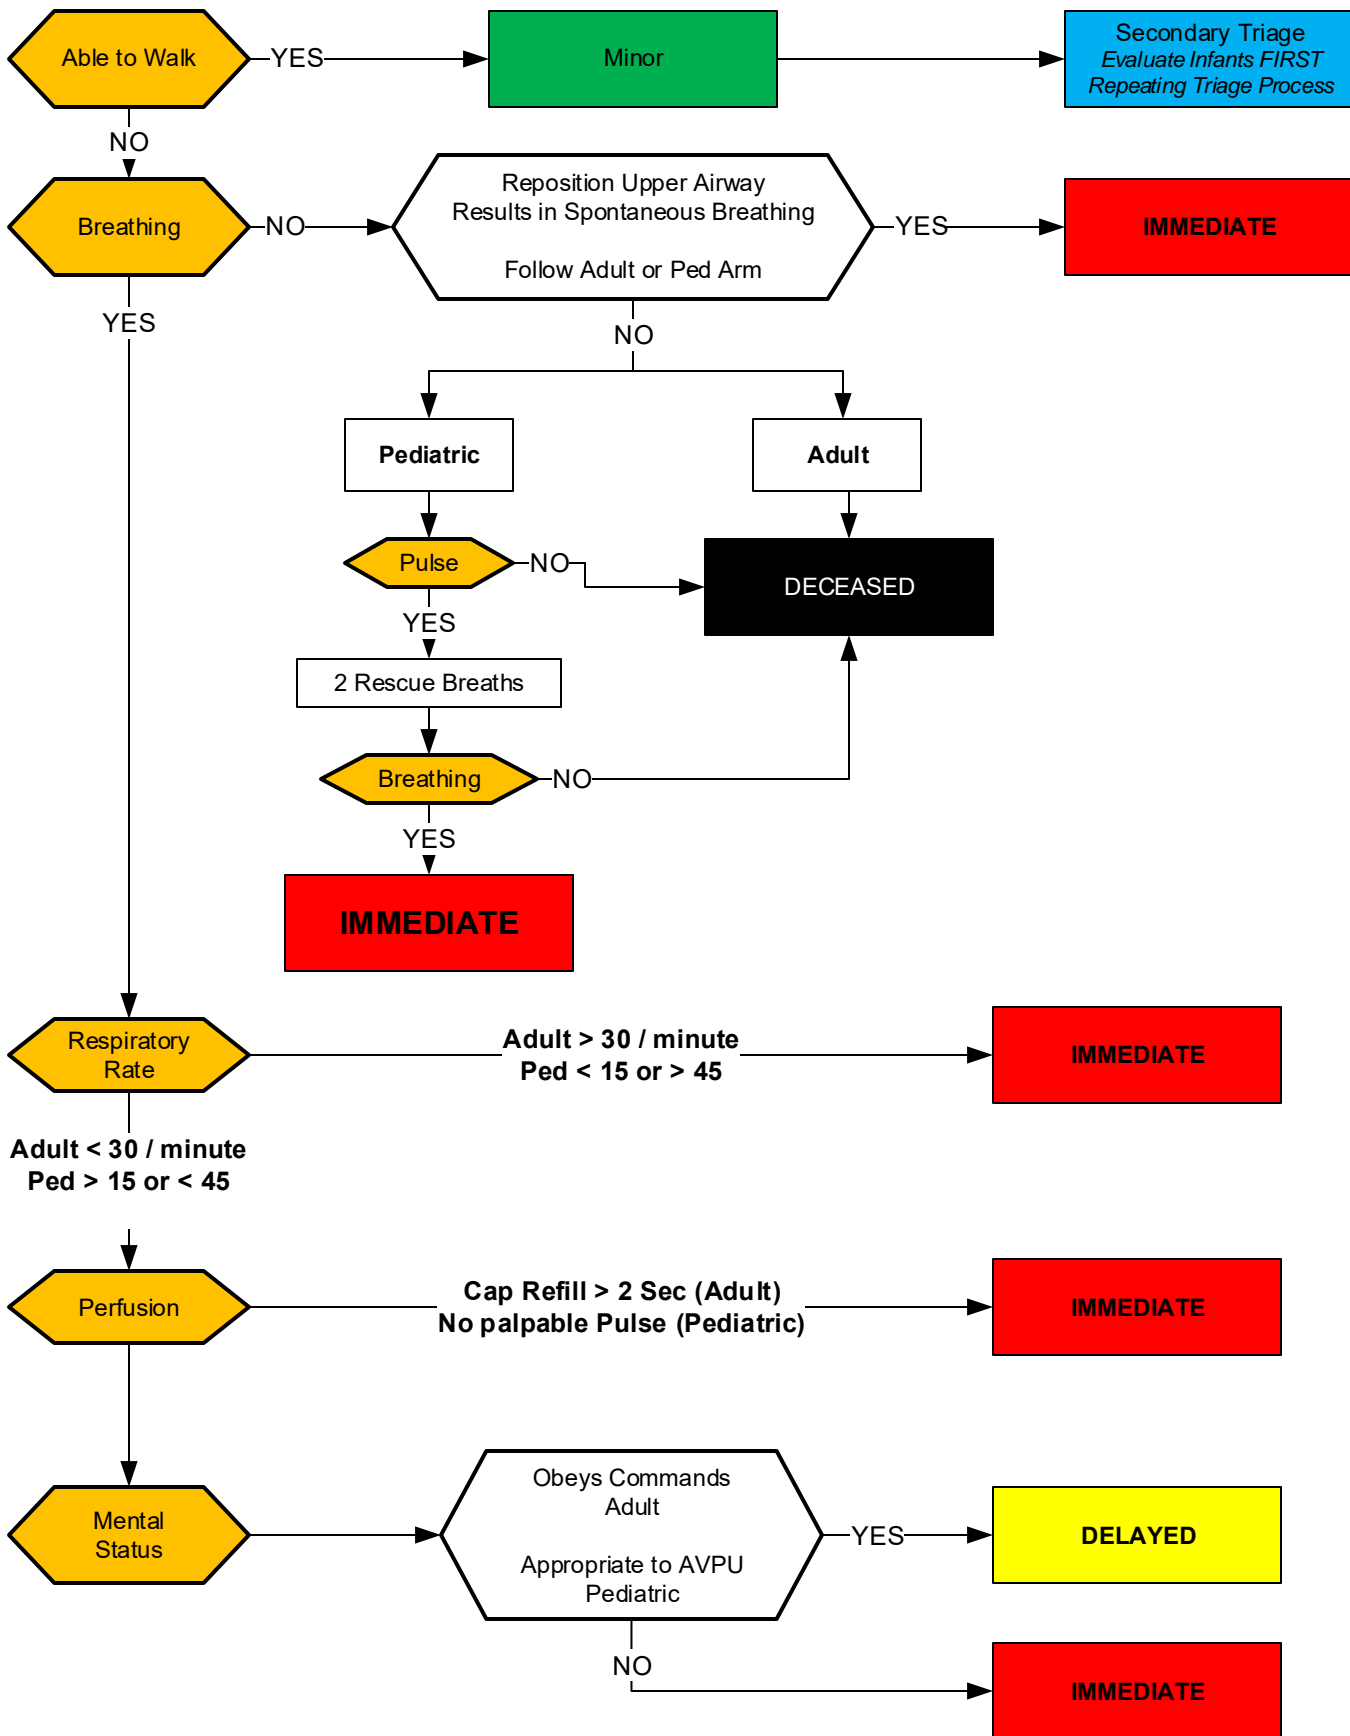 Able to Walk
YES
Minor
Secondary Triage
Evaluate Infants FIRST
Repeating Triage Process
NO
Breathing
NO
Reposition Upper Airway
Results in Spontaneous Breathing
Follow Adult or Ped Arm
YES
IMMEDIATE
YES
NO
Pediatric
Adult
Pulse
NO
DECEASED
YES
2 Rescue Breaths
Breathing
NO
YES
IMMEDIATE
Respiratory
Rate
Adult > 30 / minute
Ped < 15 or > 45
IMMEDIATE
Adult < 30 / minute
Ped > 15 or < 45
Perfusion
Cap Refill > 2 Sec (Adult)
No palpable Pulse (Pediatric)
IMMEDIATE
Mental
Status
Obeys Commands
Adult
Appropriate to AVPU
Pediatric
YES
DELAYED
NO
IMMEDIATE